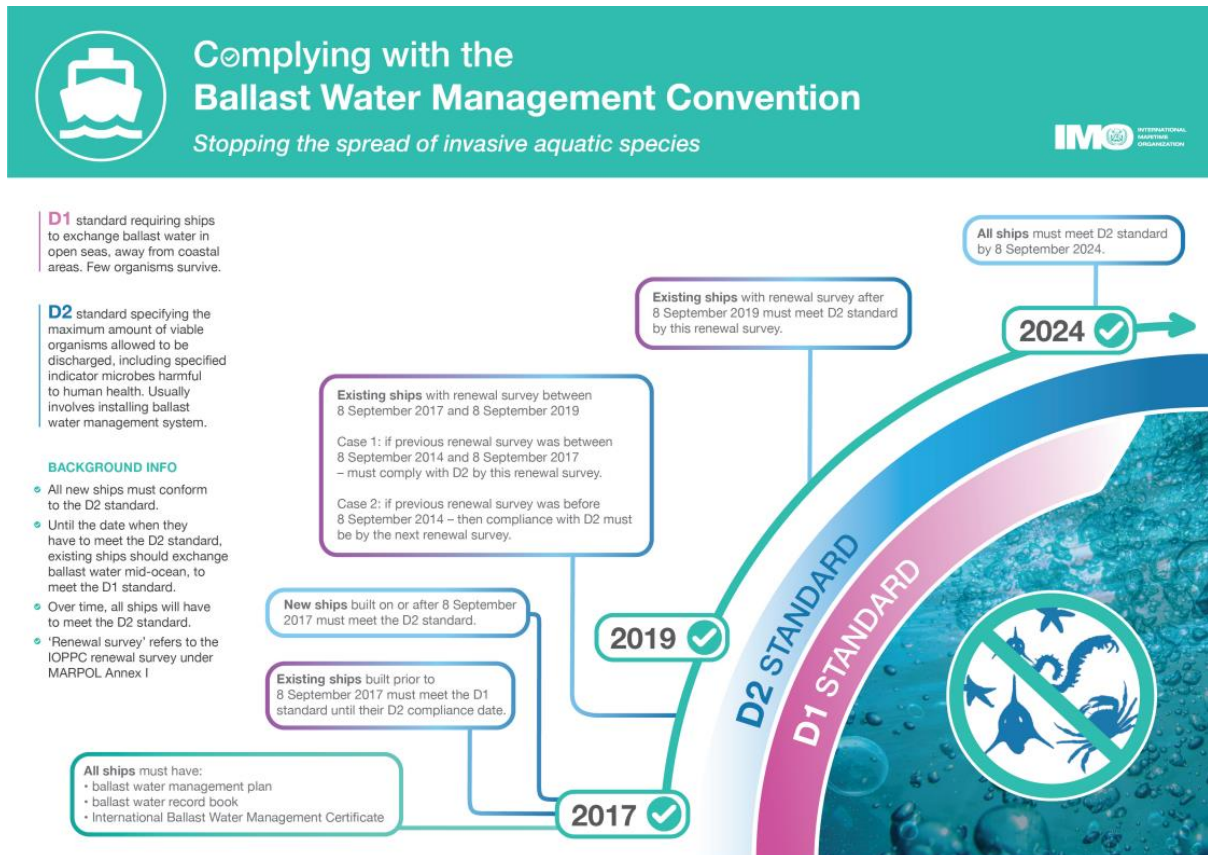 Complying with the
Ballast Water Management Convention
Stopping the spread of invasive aquatic species
IMO
INTERNATIONAL
MARITIME
ORGANIZATION
D1 standard requiring ships
to exchange ballast water in
open seas, away from coastal
areas. Few organisms survive.
D2 standard specifying the
maximum amount of viable
organisms allowed to be
discharged, including specified
indicator microbes harmful
to human health. Usually
involves installing ballast
water management system.
BACKGROUND INFO
All new ships must conform
to the D2 standard.
Until the date when they
have to meet the D2 standard,
existing ships should exchange
ballast water mid-ocean, to
meet the D1 standard.
Over time, all ships will have
to meet the D2 standard.
‘Renewal survey’ refers to the
IOPPC renewal survey under
MARPOL Annex I
All ships must meet D2 standard
by 8 September 2024.
2024
Existing ships with renewal survey after
8 September 2019 must meet D2 standard
by this renewal survey.
Existing ships with renewal survey between
8 September 2017 and 8 September 2019
Case 1: if previous renewal survey was between
8 September 2014 and 8 September 2017
– must comply with D2 by this renewal survey.
Case 2: if previous renewal survey was before
8 September 2014 – then compliance with D2 must
be by the next renewal survey.
2019
New ships built on or after 8 September
2017 must meet the D2 standard.
Existing ships built prior to
8 September 2017 must meet the D1
standard until their D2 compliance date.
All ships must have:
• ballast water management plan
• ballast water record book
• International Ballast Water Management Certificate
2017
D2 STANDARD
D1 STANDARD